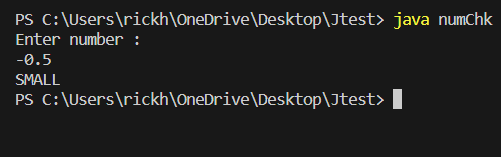 PS C:\Users\rickh\OneDrive\Desktop\Jtest> java numChk
Enter number :
-0.5
SMALL
PS C:\Users\rickh\OneDrive\Desktop\Jtest>